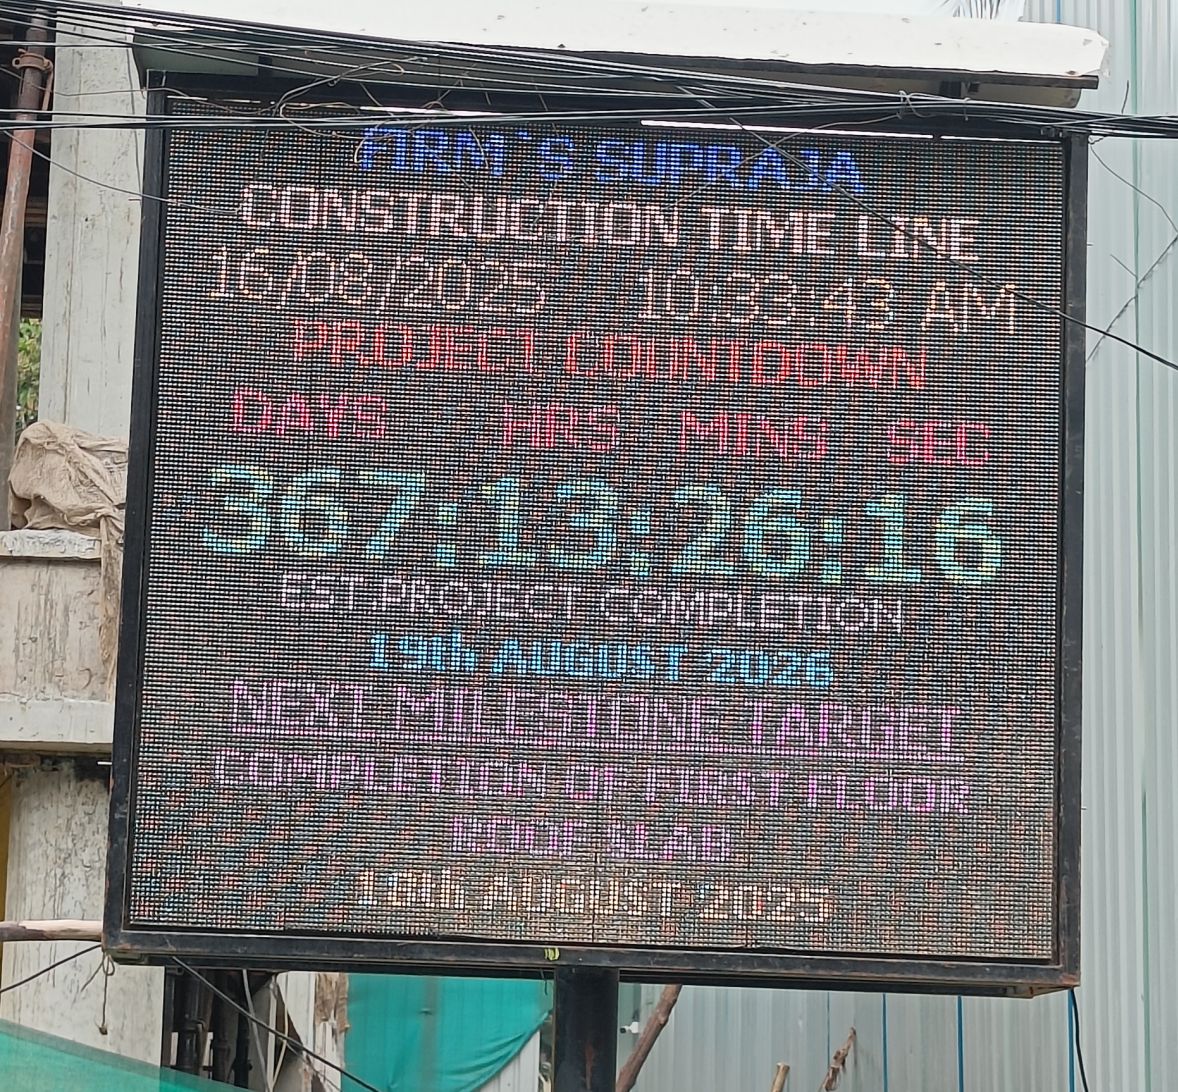 ARM'S SUPRAJA
CONSTRUCTION TIME LINE
16/08/2025 10:33:43 AM
PROJECT COUNTDOWN
DAYS HRS MINS SEC
367:13:26:16
EST.PROJECT COMPLETION
19th AUGUST 2026
NEXT MILESTONE TARGET
COMPLETION OF FIRST FLOOR
ROOF SLAB
10th AUGUST 2025